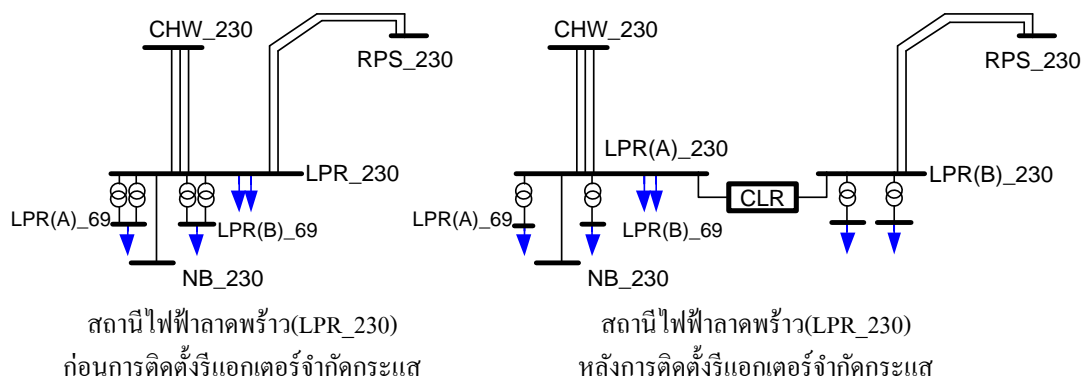 CHW_230
RPS_230
LPR_230
LPR(A)_69
LPR(B)_69
NB_230
สถานีไฟฟ้าลาดพร้าว(LPR_230)
ก่อนการติดตั้งรีแอกเตอร์จำกัดกระแส
CHW_230
RPS_230
LPR(A)_230
CLR
LPR(B)_230
LPR(A)_69
LPR(B)_69
NB_230
สถานีไฟฟ้าลาดพร้าว(LPR_230)
หลังการติดตั้งรีแอกเตอร์จำกัดกระแส